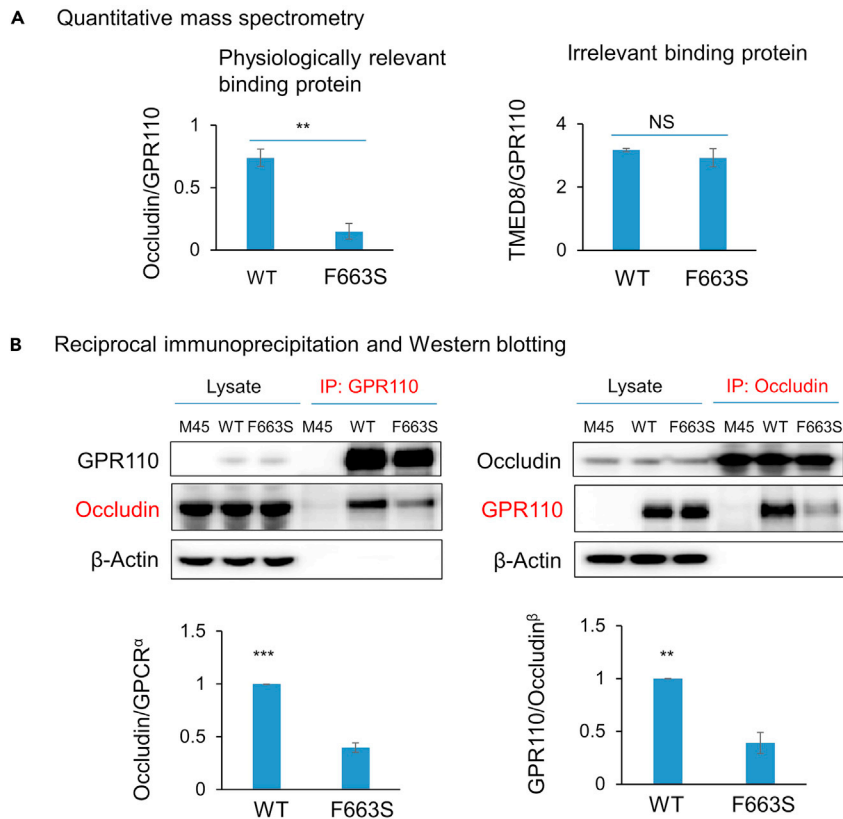 A Quantitative mass spectrometry
Physiologically relevant
binding protein
Occludin/GPR110
1
0.5
0
**
WT F663S
Irrelevant binding protein
TMED8/GPR110
4
2
0
NS
WT F663S
B Reciprocal immunoprecipitation and Western blotting
Lysate IP: GPR110
M45 WT F663S M45 WT F663S
GPR110
Occludin
β-Actin
Lysate IP: Occludin
M45 WT F663S M45 WT F663S
Occludin
GPR110
β-Actin
Occludin/GPCRᵅ
1.5
1
0.5
0
***
WT F663S
GPR110/Occludinᵝ
1.5
1
0.5
0
**
WT F663S